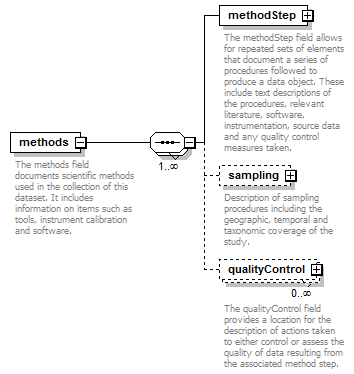 methodStep
The methodStep field allows
for repeated sets of elements
that document a series of
procedures followed to
produce a data object. These
include text descriptions of
the procedures, relevant
literature, software,
instrumentation, source data
and any quality control
measures taken.
methods
The methods field
documents scientific methods
used in the collection of this
dataset. It includes
information on items such as
tools, instrument calibration
and software.
1..∞
sampling
Description of sampling
procedures including the
geographic, temporal and
taxonomic coverage of the
study.
qualityControl
0..∞
The qualityControl field
provides a location for the
description of actions taken
to either control or assess the
quality of data resulting from
the associated method step.